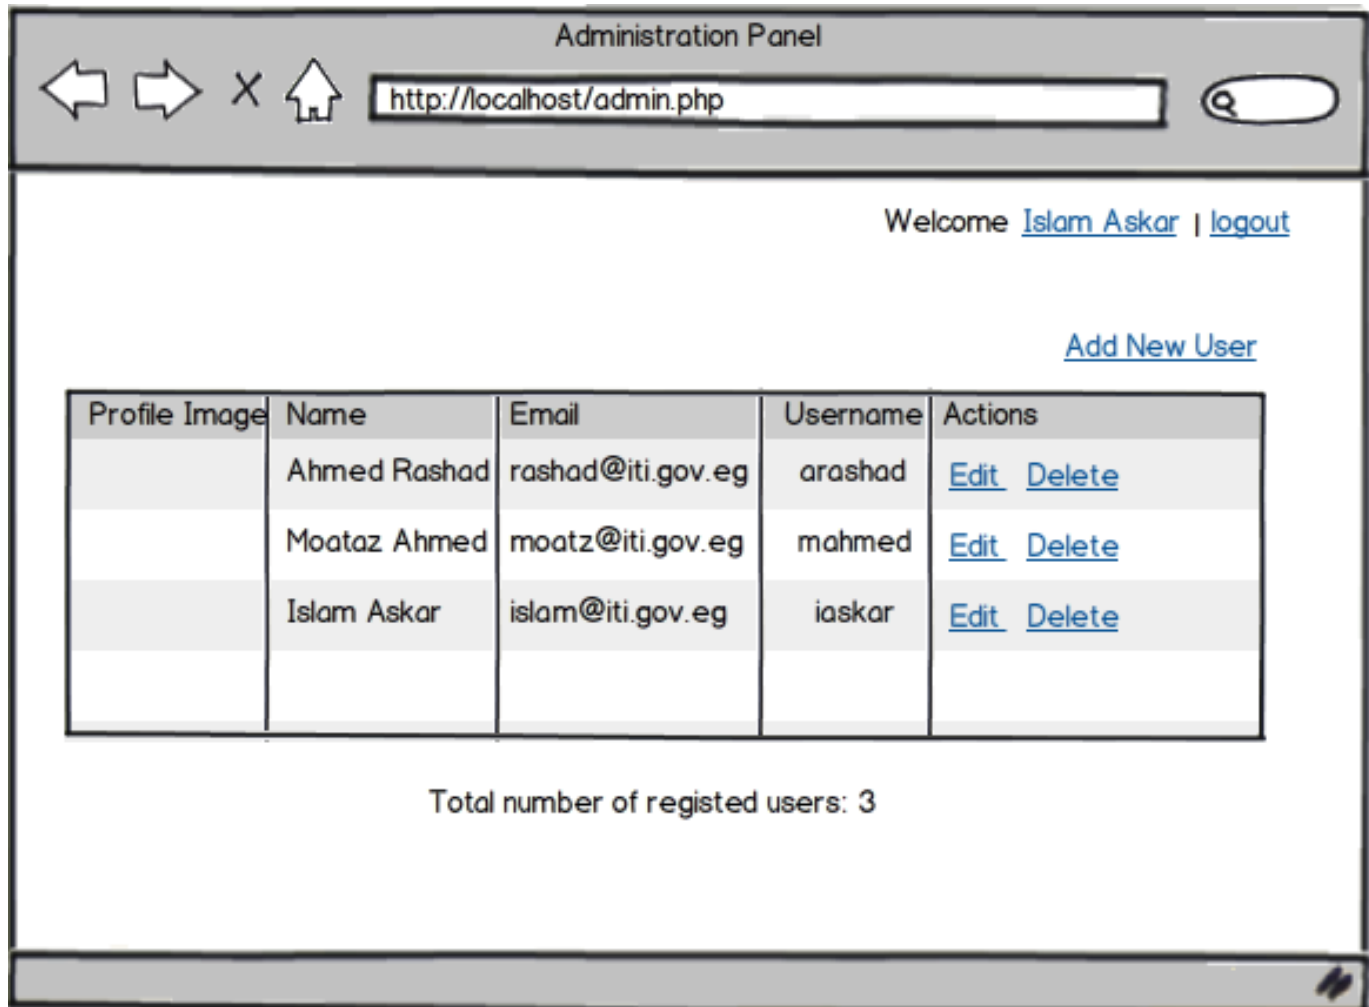 Administration Panel
http://localhost/admin.php
Welcome Islam Askar | logout
Add New User
Profile Image Name Email Username Actions
Ahmed Rashad rashad@iti.gov.eg arashad Edit Delete
Moataz Ahmed moatz@iti.gov.eg mahmed Edit Delete
Islam Askar islam@iti.gov.eg iaskar Edit Delete
Total number of registed users: 3